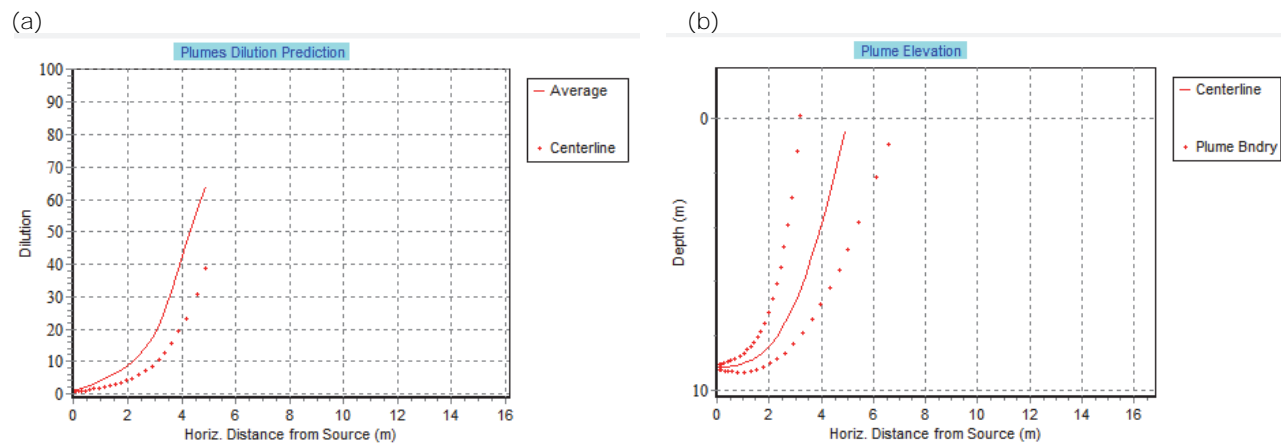 (a)
Plumes Dilution Prediction
100
90
80
70
60
50
40
30
20
10
0
Dilution
0 2 4 6 8 10 12 14 16
Horiz. Distance from Source (m)
Average
Centerline
(b)
Plume Elevation
0
10
Depth (m)
0 2 4 6 8 10 12 14 16
Horiz. Distance from Source (m)
Centerline
Plume Bndry